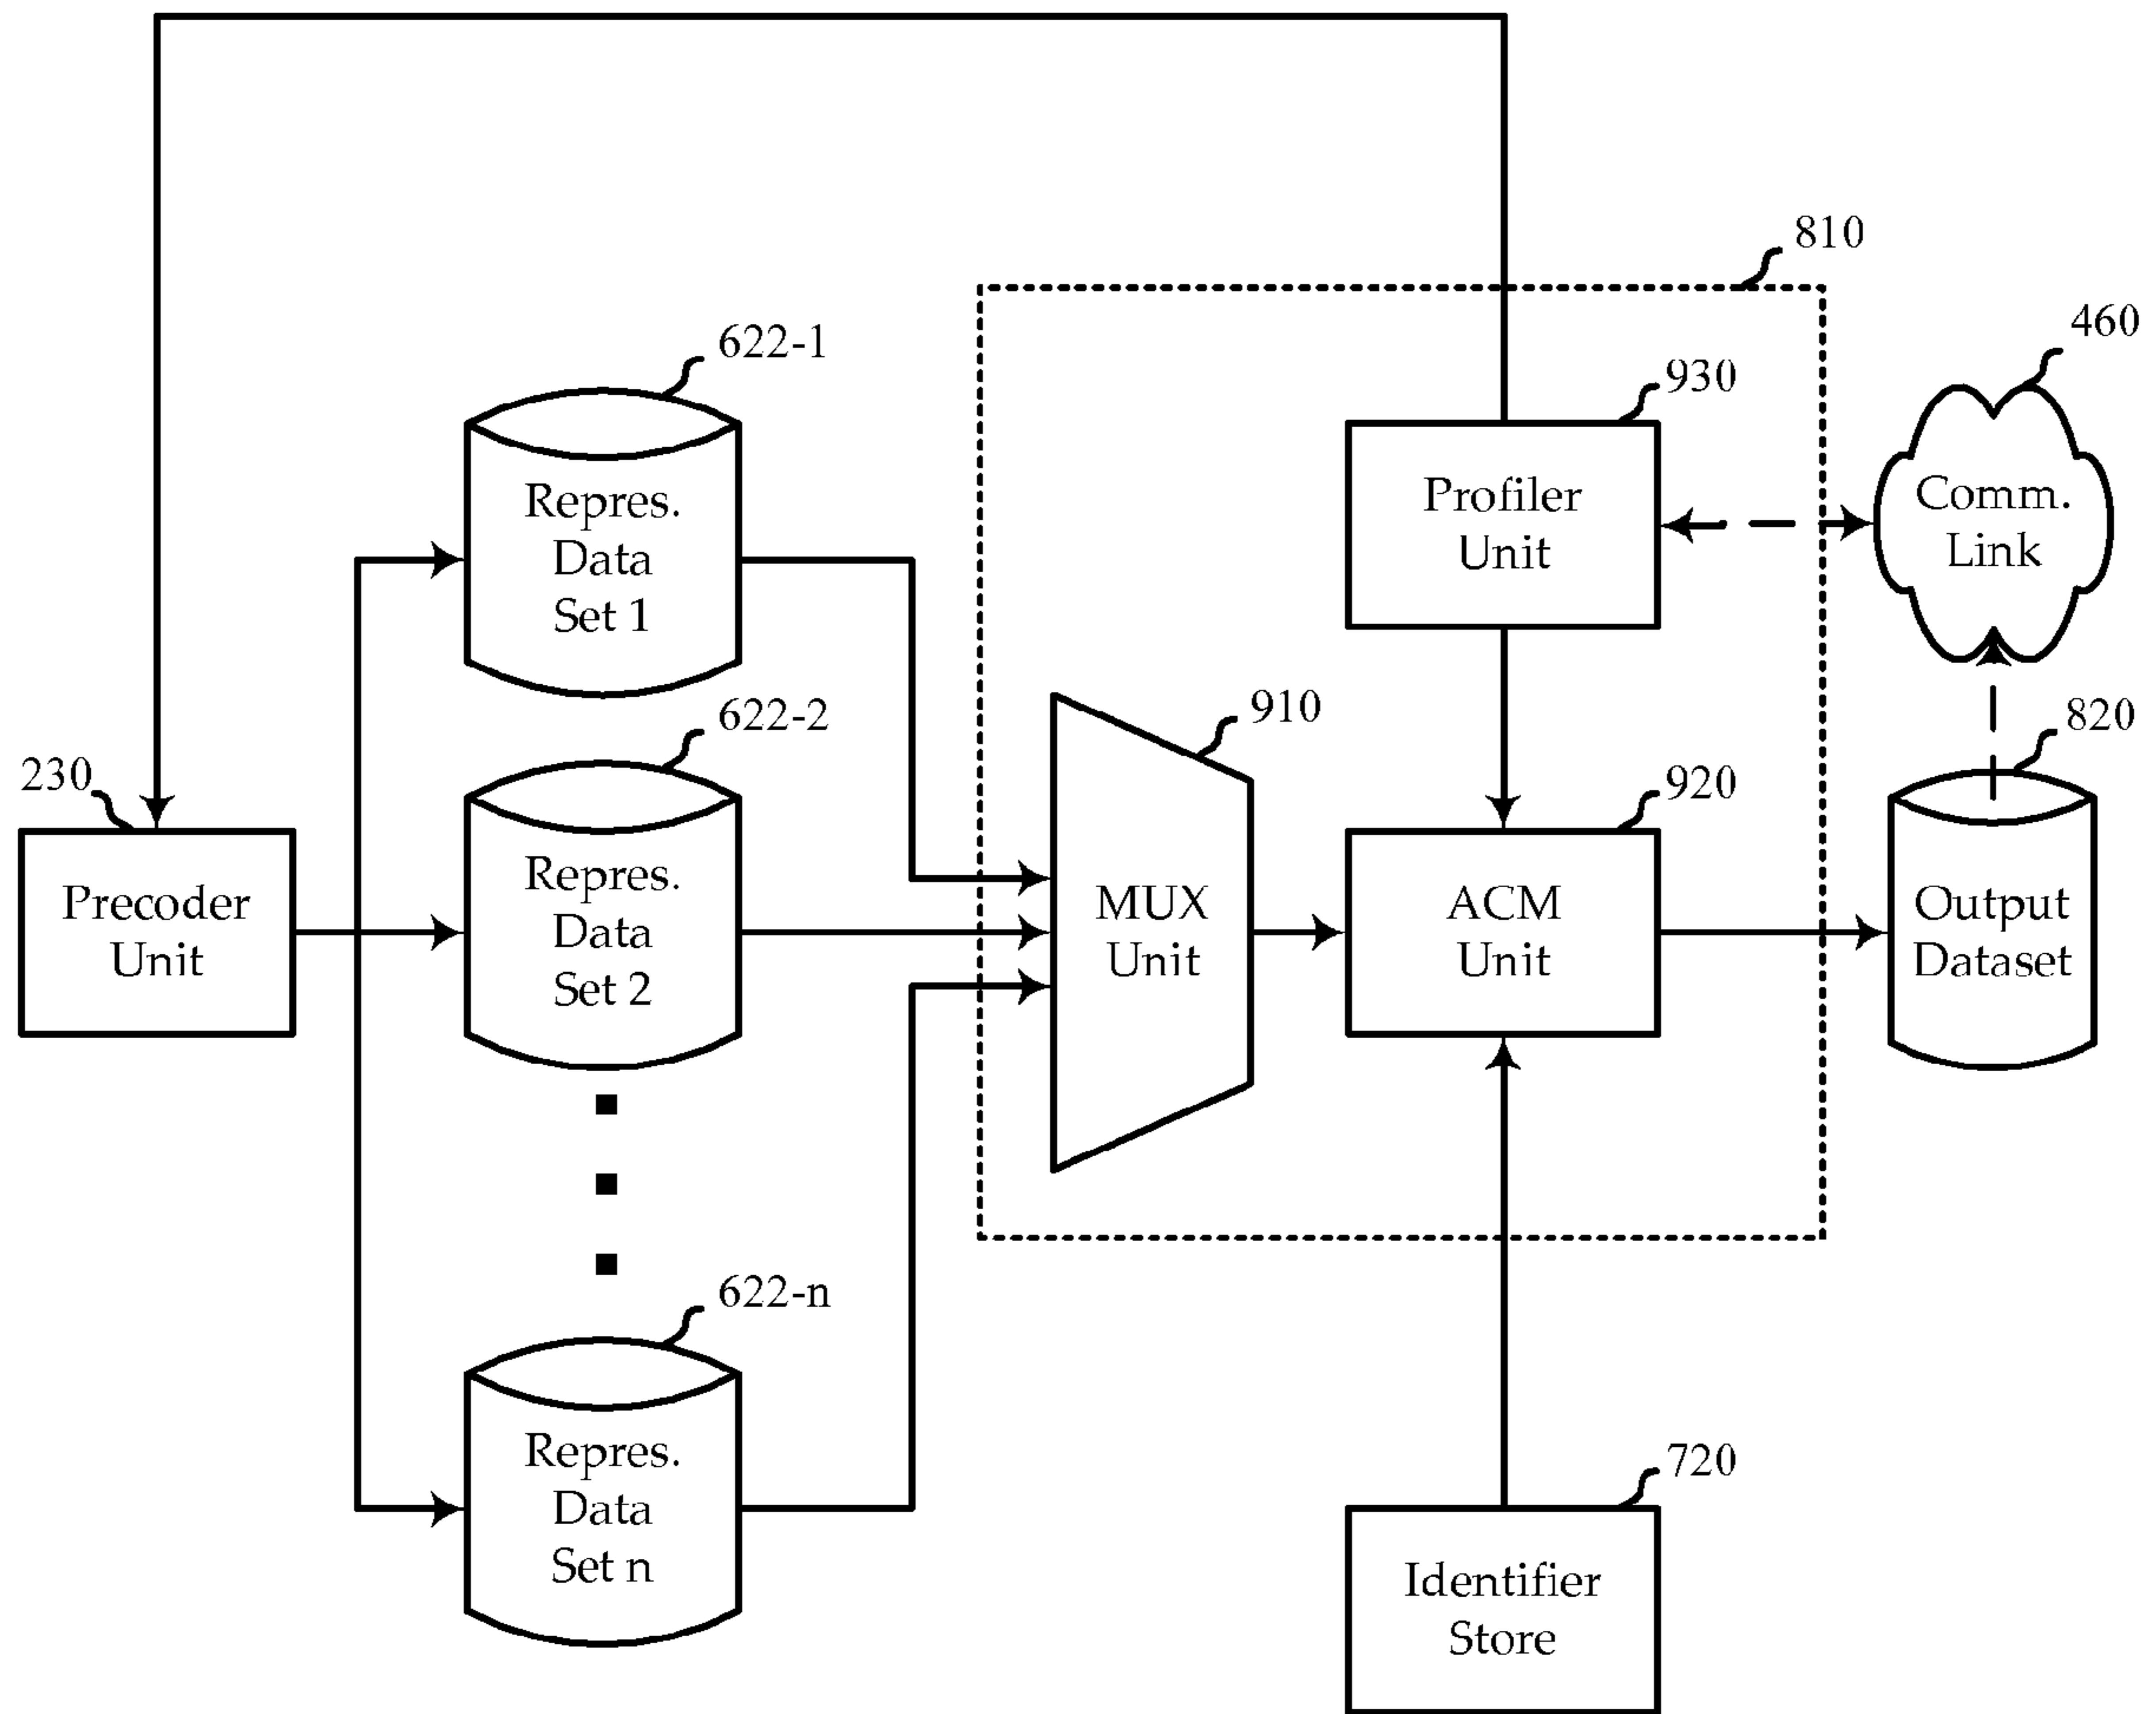 810
460
622-1
930
Repres.
Data
Set 1
Profiler
Unit
Comm.
Link
622-2
910
820
230
920
Precoder
Unit
Repres.
Data
Set 2
MUX
Unit
ACM
Unit
Output
Dataset
622-n
720
Repres.
Data
Set n
Identifier
Store